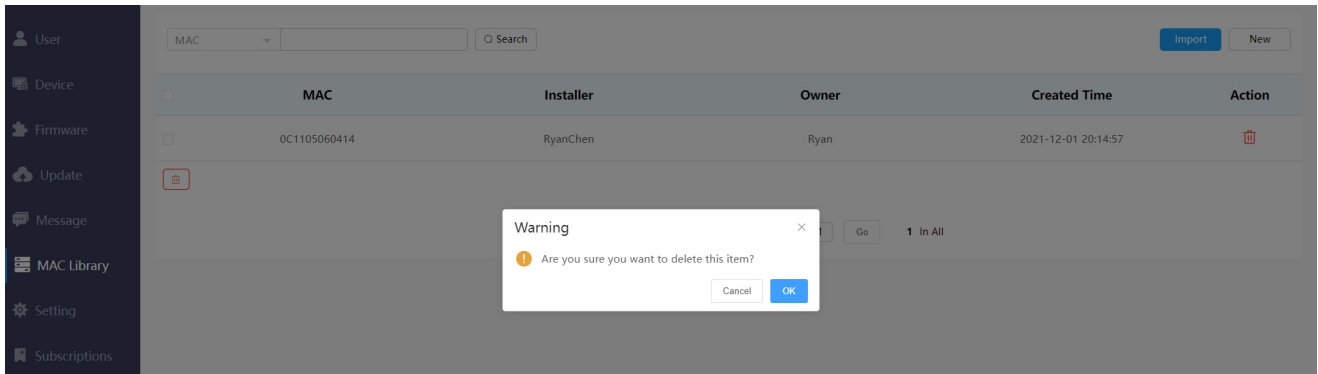 User
Device
Firmware
Update
Message
MAC Library
Setting
Subscriptions
MAC
Search
Import
New
MAC Installer Owner Created Time Action
0C1105060414 RyanChen Ryan 2021-12-01 20:14:57
Go 1 In All
Warning
Are you sure you want to delete this item?
Cancel OK